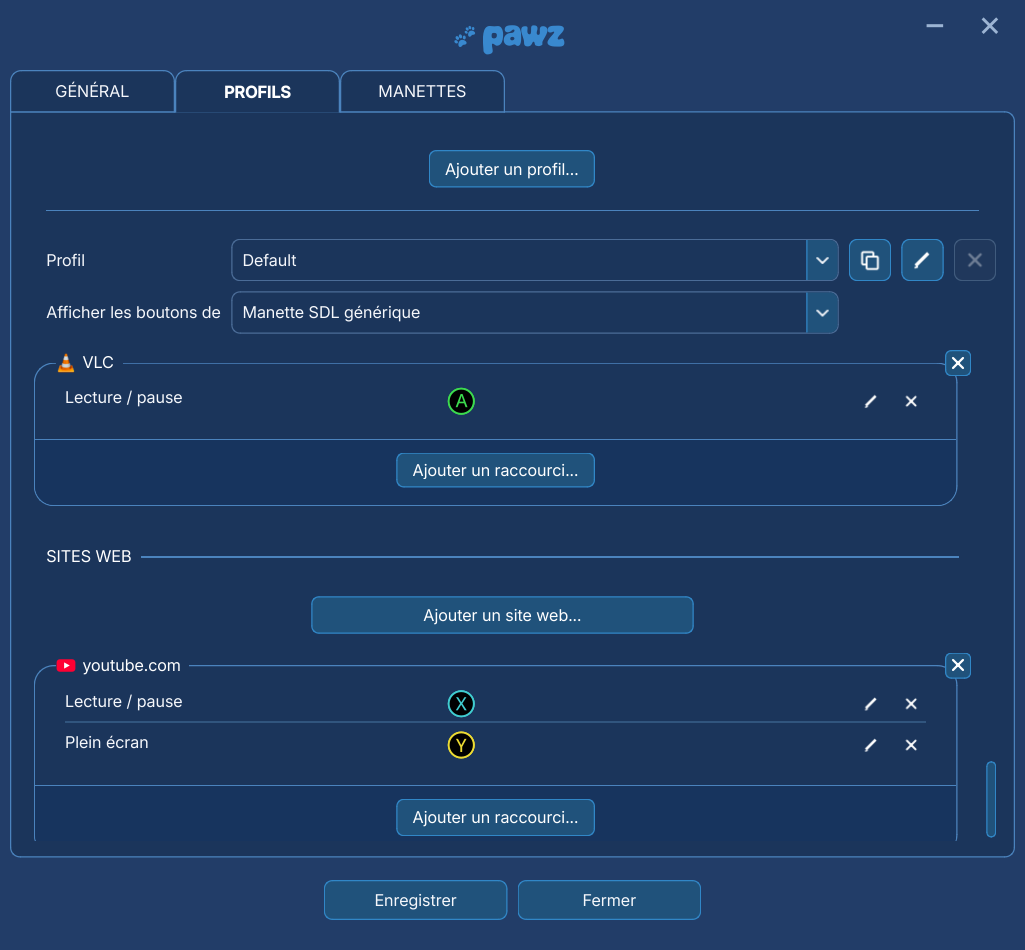 pawz
GÉNÉRAL
PROFILS
MANETTES
Ajouter un profil...
Profil
Default
Afficher les boutons de
Manette SDL générique
VLC
Lecture / pause
A
Ajouter un raccourci...
SITES WEB
Ajouter un site web...
youtube.com
Lecture / pause
X
Plein écran
Y
Ajouter un raccourci...
Enregistrer
Fermer